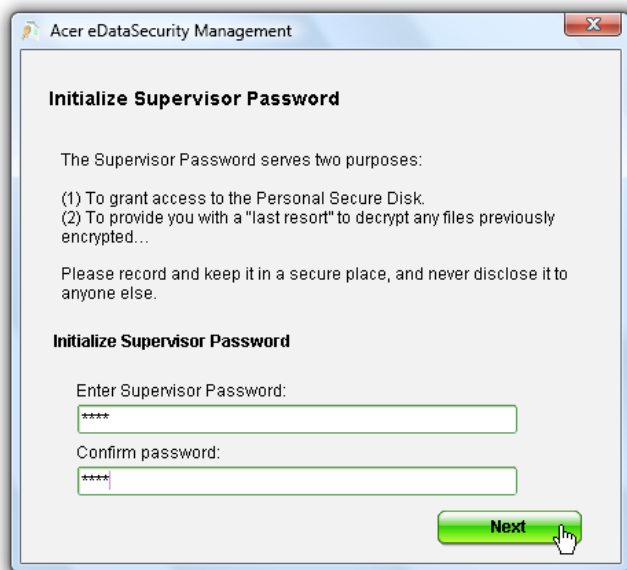 Acer eDataSecurity Management
Initialize Supervisor Password
The Supervisor Password serves two purposes:
(1) To grant access to the Personal Secure Disk.
(2) To provide you with a "last resort" to decrypt any files previously
encrypted...
Please record and keep it in a secure place, and never disclose it to
anyone else.
Initialize Supervisor Password
Enter Supervisor Password:
****
Confirm password:
****
Next